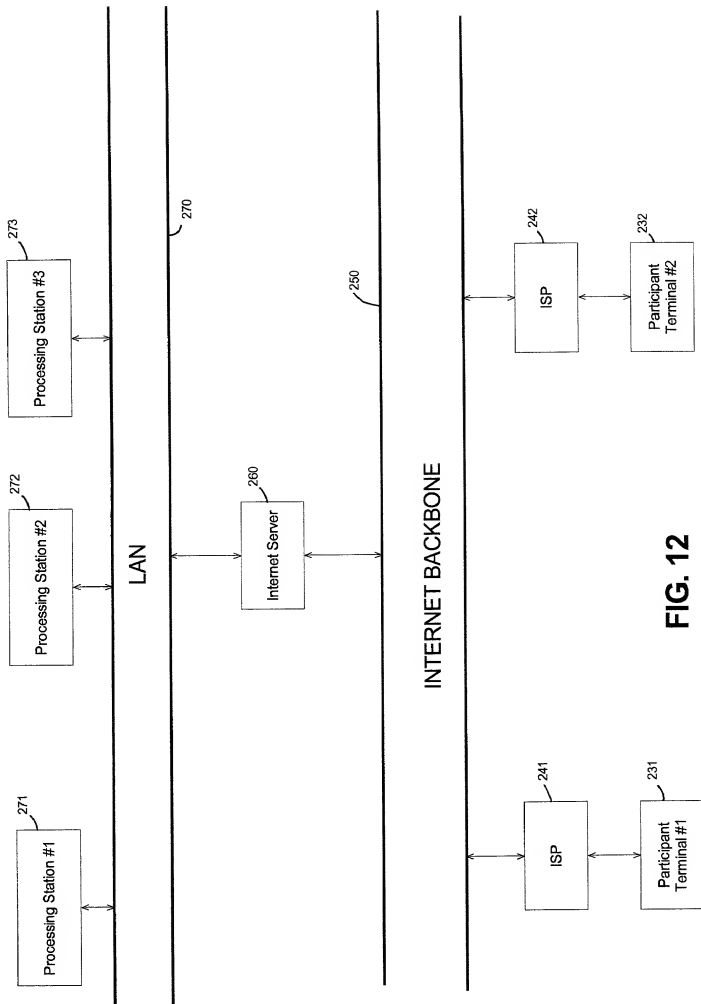 271
Processing Station #1
272
Processing Station #2
273
Processing Station #3
LAN
270
260
Internet Server
250
INTERNET BACKBONE
241
ISP
242
ISP
231
Participant
Terminal #1
232
Participant
Terminal #2
FIG. 12